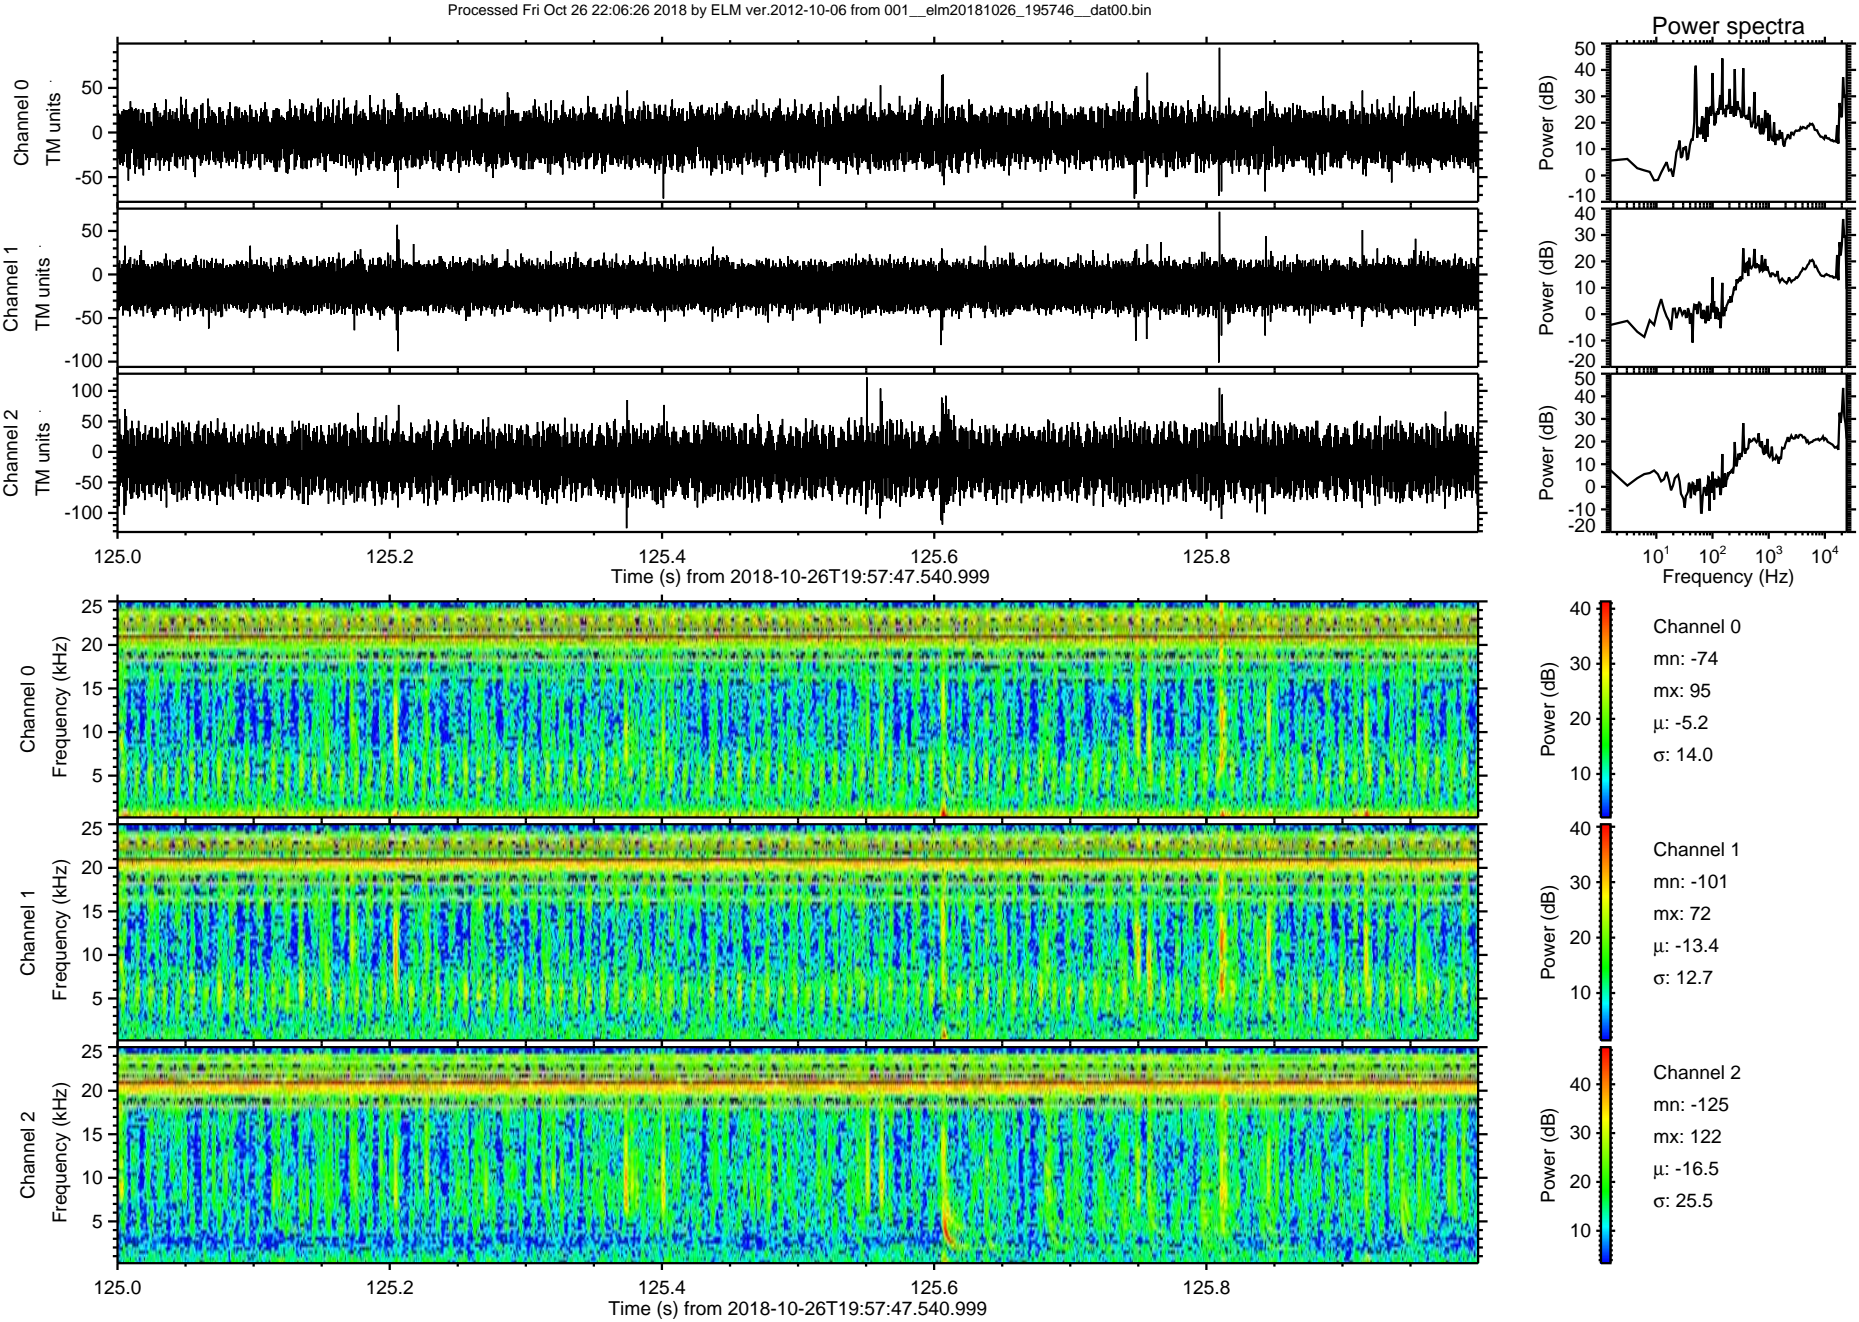 Processed Fri Oct 26 22:06:26 2018 by ELM ver.2012-10-06 from 001__elm20181026_195746__dat00.bin
Power spectra
Channel 0
TM units
50
0
-50
Power (dB)
50
40
30
20
10
0
-10
Channel 1
TM units
50
0
-50
-100
Power (dB)
40
30
20
10
0
-10
-20
Channel 2
TM units
100
50
0
-50
-100
Power (dB)
50
40
30
20
10
0
-10
-20
125.0 125.2 125.4 125.6 125.8
Time (s) from 2018-10-26T19:57:47.540.999
10^1 10^2 10^3 10^4
Frequency (Hz)
Channel 0
Frequency (kHz)
25
20
15
10
5
Power (dB)
40
30
20
10
Channel 0
mn: -74
mx: 95
µ: -5.2
σ: 14.0
Channel 1
Frequency (kHz)
25
20
15
10
5
Power (dB)
40
30
20
10
Channel 1
mn: -101
mx: 72
µ: -13.4
σ: 12.7
Channel 2
Frequency (kHz)
25
20
15
10
5
Power (dB)
40
30
20
10
Channel 2
mn: -125
mx: 122
µ: -16.5
σ: 25.5
125.0 125.2 125.4 125.6 125.8
Time (s) from 2018-10-26T19:57:47.540.999